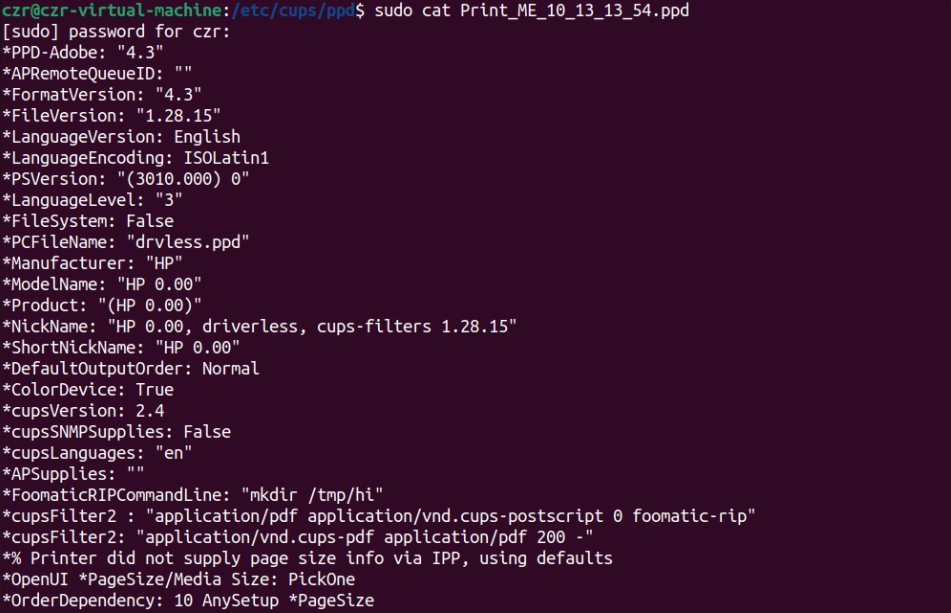 czr@czr-virtual-machine:/etc/cups/ppd$ sudo cat Print_ME_10_13_13_54.ppd
[sudo] password for czr:
*PPD-Adobe: "4.3"
*APRemoteQueueID: ""
*FormatVersion: "4.3"
*FileVersion: "1.28.15"
*LanguageVersion: English
*LanguageEncoding: ISOLatin1
*PSVersion: "(3010.000) 0"
*LanguageLevel: "3"
*FileSystem: False
*PCFileName: "drvless.ppd"
*Manufacturer: "HP"
*ModelName: "HP 0.00"
*Product: "(HP 0.00)"
*NickName: "HP 0.00, driverless, cups-filters 1.28.15"
*ShortNickName: "HP 0.00"
*DefaultOutputOrder: Normal
*ColorDevice: True
*cupsVersion: 2.4
*cupsSNMPSupplies: False
*cupsLanguages: "en"
*APSupplies: ""
*FoomaticRIPCommandLine: "mkdir /tmp/hi"
*cupsFilter2 : "application/pdf application/vnd.cups-postscript 0 foomatic-rip"
*cupsFilter2: "application/vnd.cups-pdf application/pdf 200 -"
*% Printer did not supply page size info via IPP, using defaults
*OpenUI *PageSize/Media Size: PickOne
*OrderDependency: 10 AnySetup *PageSize